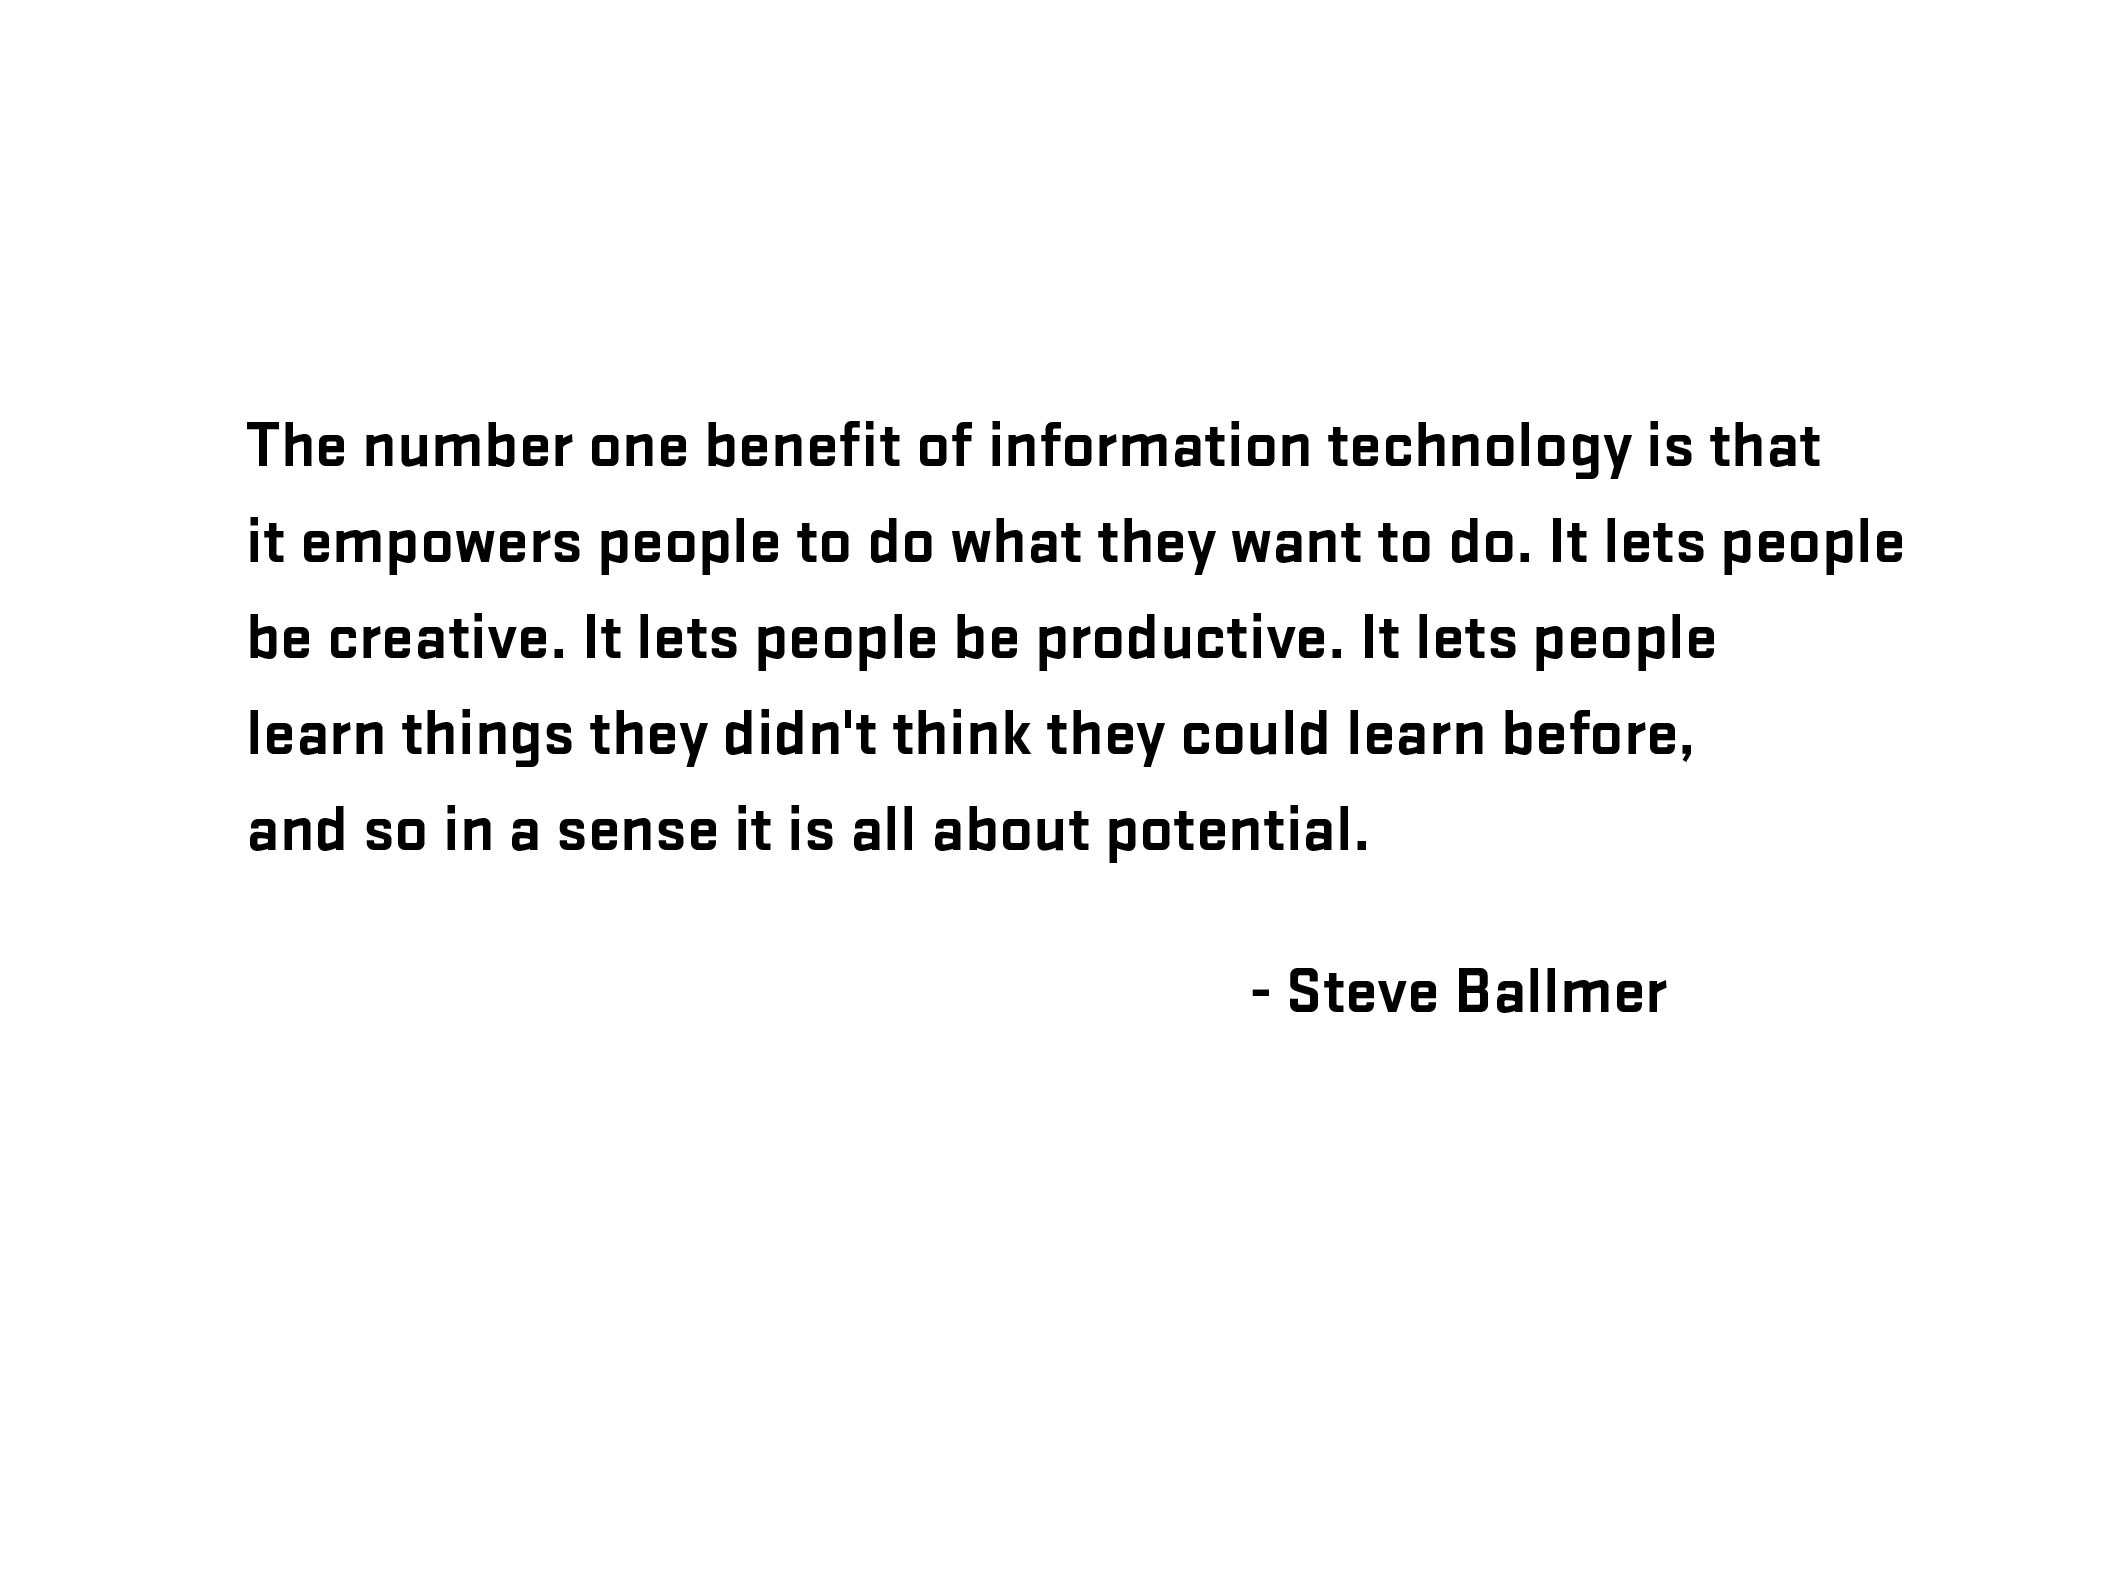 The number one benefit of information technology is that
it empowers people to do what they want to do. It lets people
be creative. It lets people be productive. It lets people
learn things they didn't think they could learn before,
and so in a sense it is all about potential.
- Steve Ballmer